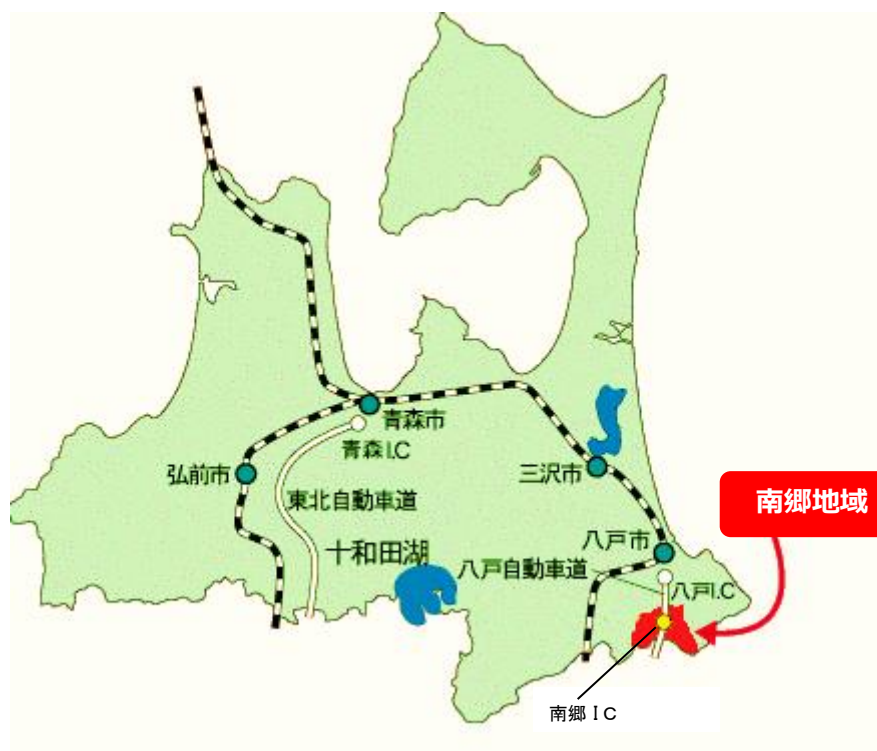 青森市
青森I.C
弘前市
三沢市
東北自動車道
南郷地域
八戸市
十和田湖
八戸自動車道
八戸I.C
南郷ＩＣ